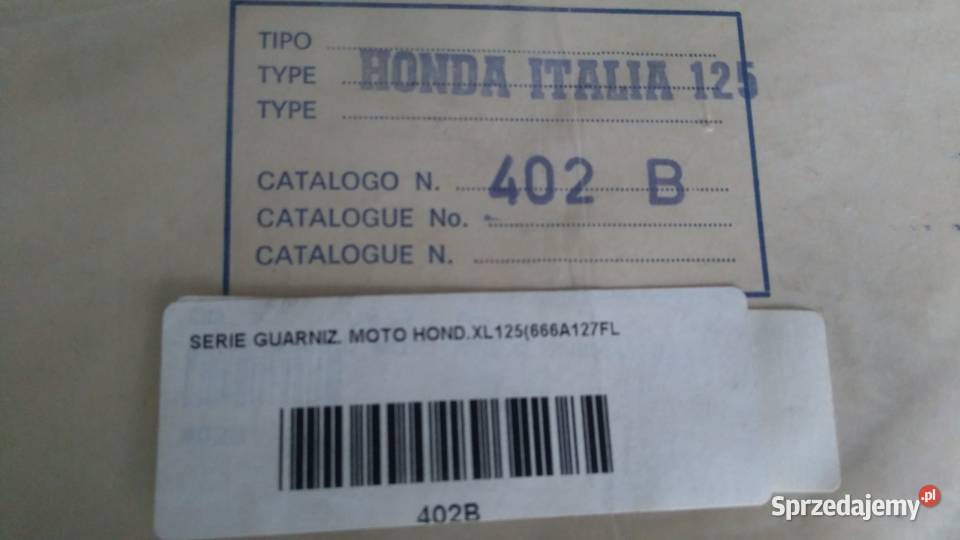 TIPO
TYPE HONDA ITALIA 125
TYPE
CATALOGO N. 402 B
CATALOGUE No.
CATALOGUE N.
SERIE GUARNIZ. MOTO HOND.XL125(666A127FL
402B
Sprzedajemy.pl